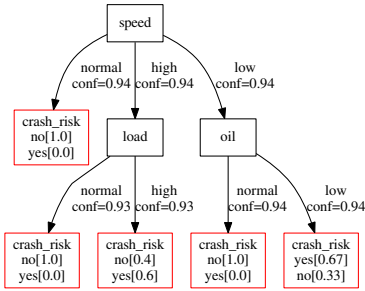 speed
normal
conf=0.94
high
conf=0.94
low
conf=0.94
crash_risk
no[1.0]
yes[0.0]
load
oil
normal
conf=0.93
high
conf=0.93
normal
conf=0.94
low
conf=0.94
crash_risk
no[1.0]
yes[0.0]
crash_risk
no[0.4]
yes[0.6]
crash_risk
no[1.0]
yes[0.0]
crash_risk
yes[0.67]
no[0.33]